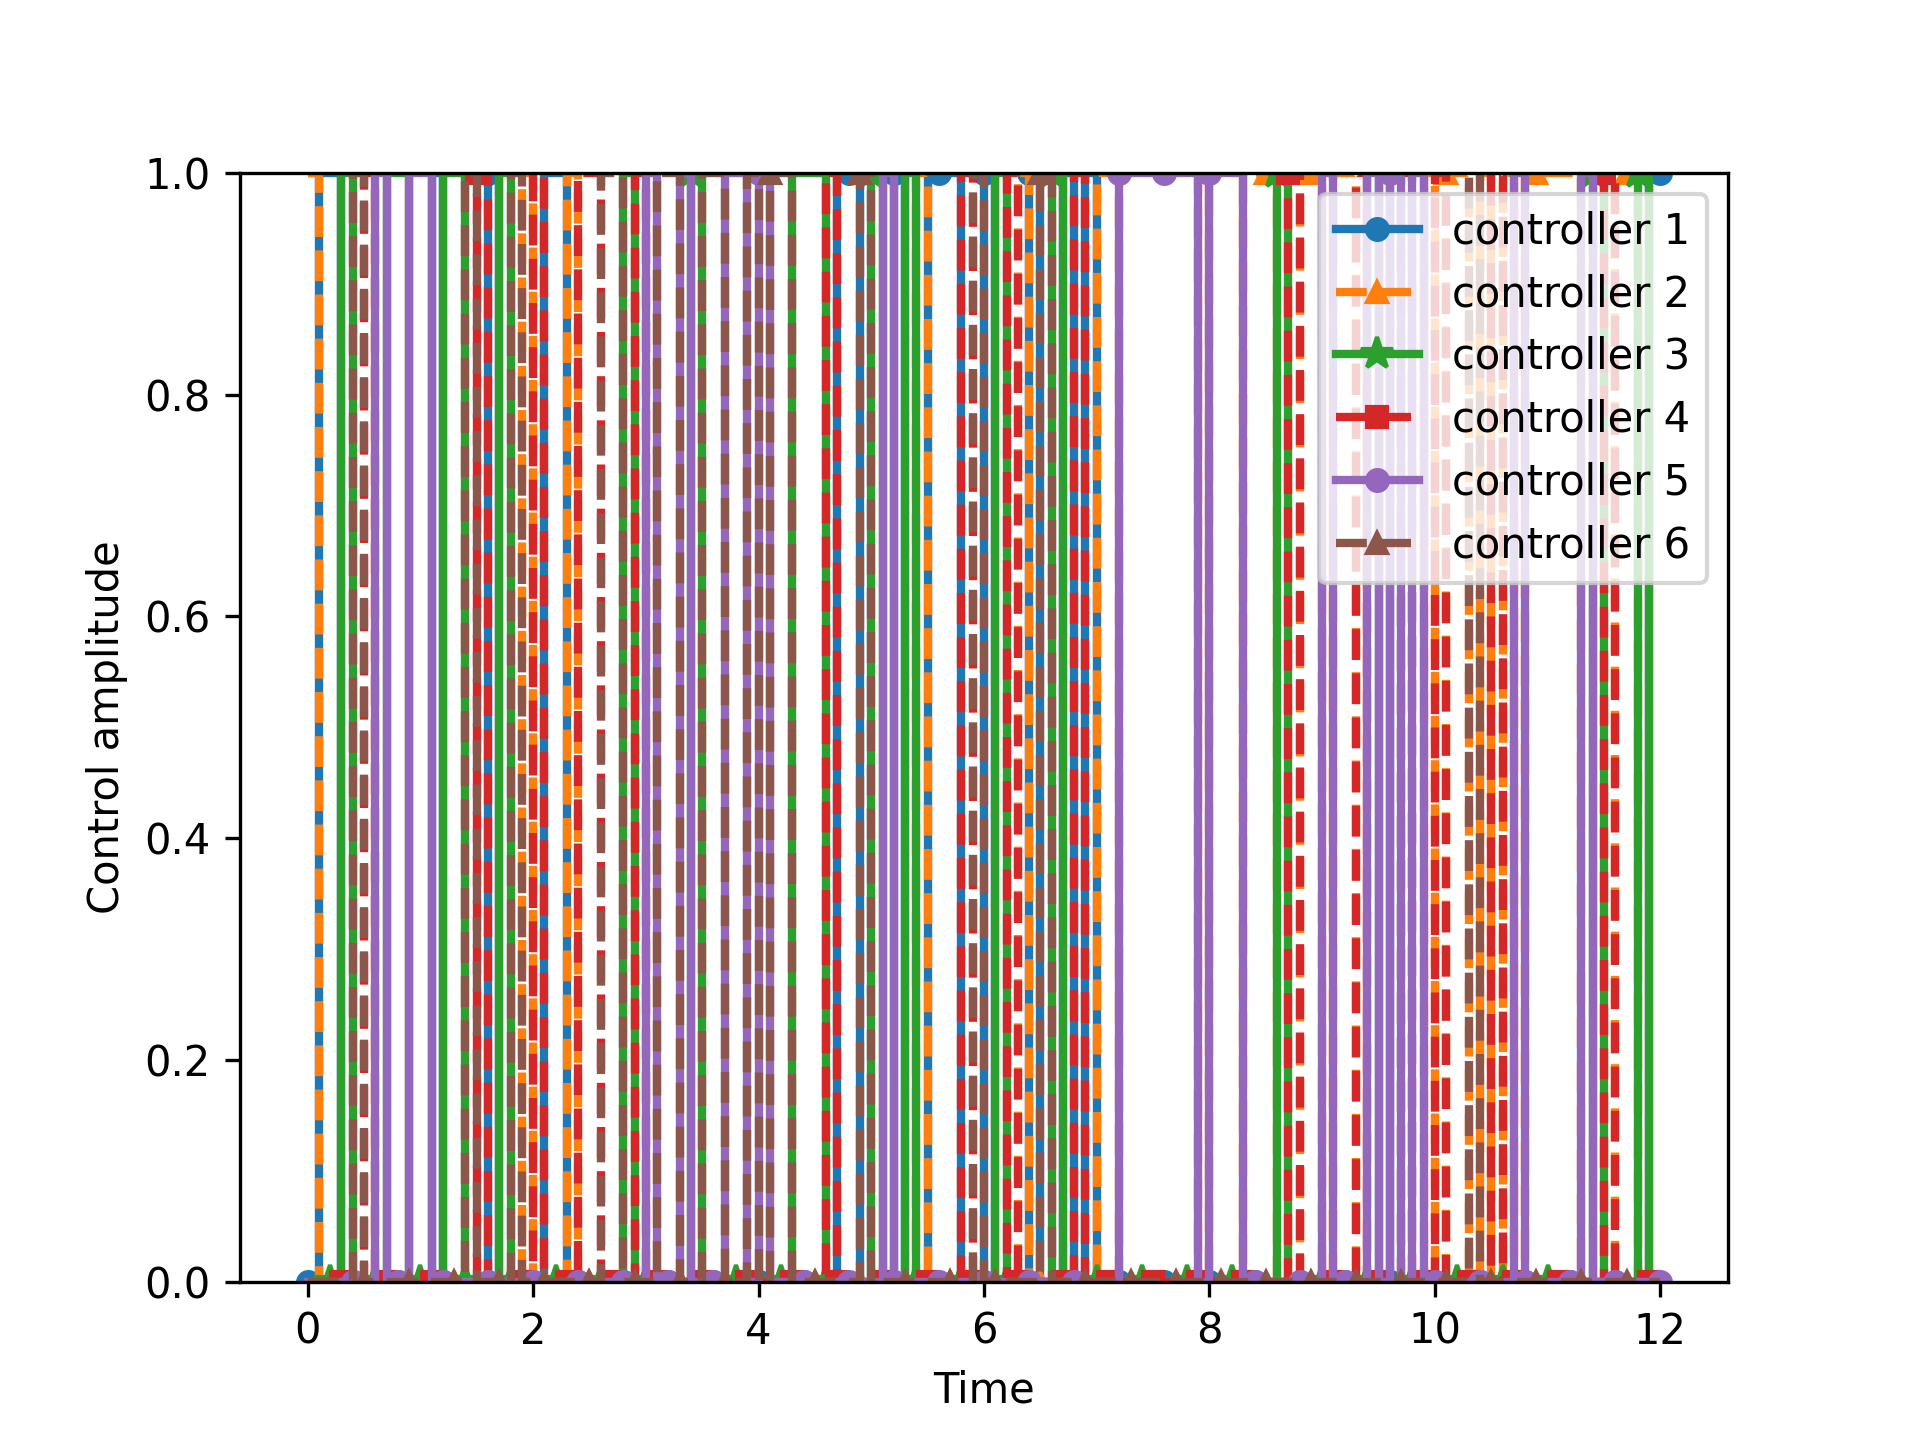 1.0
0.8
0.6
0.4
0.2
0.0
Control amplitude
controller 1
controller 2
controller 3
controller 4
controller 5
controller 6
0 2 4 6 8 10 12
Time